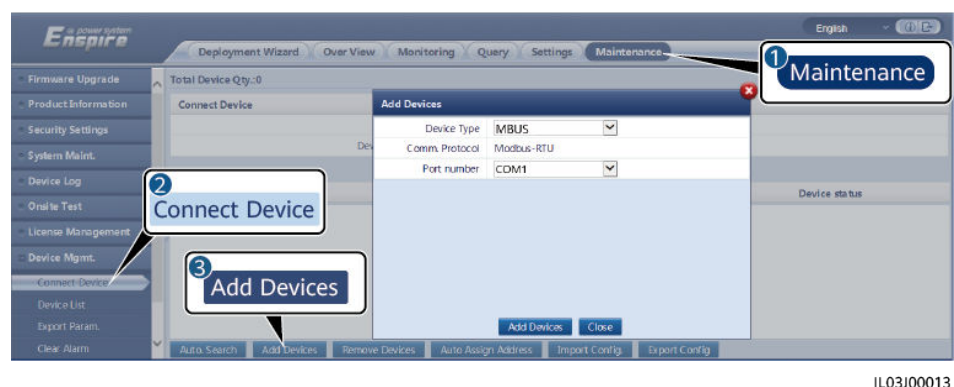 Enspire
English
Deployment Wizard Over View Monitoring Query Settings Maintenance
1 Maintenance
Firmware Upgrade
Product Information
Security Settings
System Maint.
Device Log
Onsite Test
License Management
Device Mgmt.
Connect Device
Device List
Export Param.
Clear Alarm
Total Device Qty.:0
Connect Device
Dev
Device status
Add Devices
Device Type MBUS
Comm. Protocol Modbus-RTU
Port number COM1
Add Devices Close
2 Connect Device
3 Add Devices
Auto. Search Add Devices Remove Devices Auto Assign Address Import Config. Export Config
IL03J00013